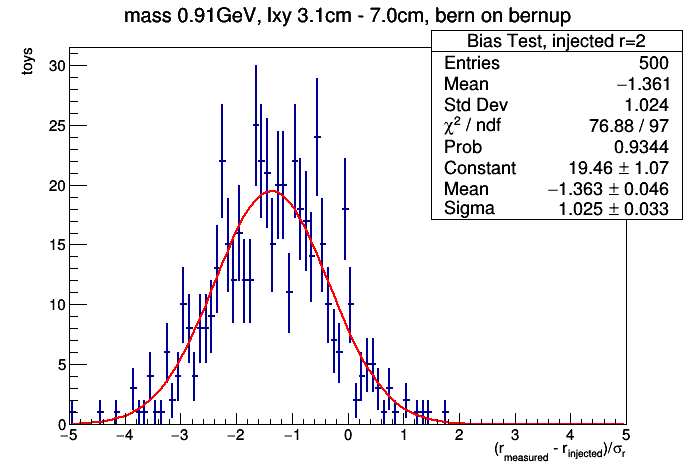 mass 0.91GeV, lxy 3.1cm - 7.0cm, bern on bernup
toys
Bias Test, injected r=2
Entries 500
Mean −1.361
Std Dev 1.024
χ² / ndf 76.88 / 97
Prob 0.9344
Constant 19.46 ± 1.07
Mean −1.363 ± 0.046
Sigma 1.025 ± 0.033
30
25
20
15
10
5
0
−5 −4 −3 −2 −1 0 1 2 3 4 5
(r_measured - r_injected)/σ_r